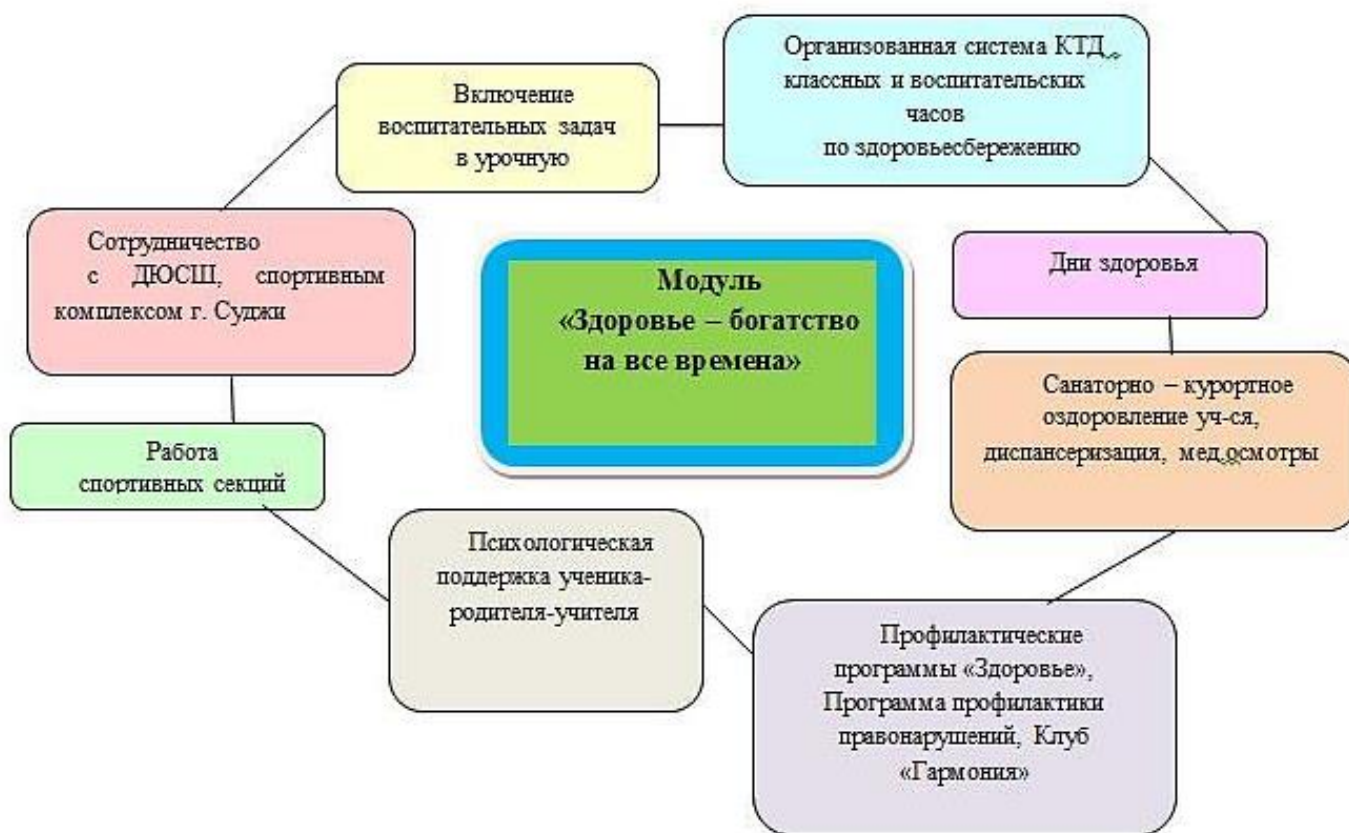 Организованная система КТД,
классных и воспитательских
часов
по здоровьесбережению
Включение
воспитательных задач
в урочную
Сотрудничество
с ДЮСШ, спортивным
комплексом г. Суджи
Модуль
«Здоровье – богатство
на все времена»
Дни здоровья
Санаторно – курортное
оздоровление уч-ся,
диспансеризация, мед.осмотры
Работа
спортивных секций
Психологическая
поддержка ученика-
родителя-учителя
Профилактические
программы «Здоровье»,
Программа профилактики
правонарушений, Клуб
«Гармония»